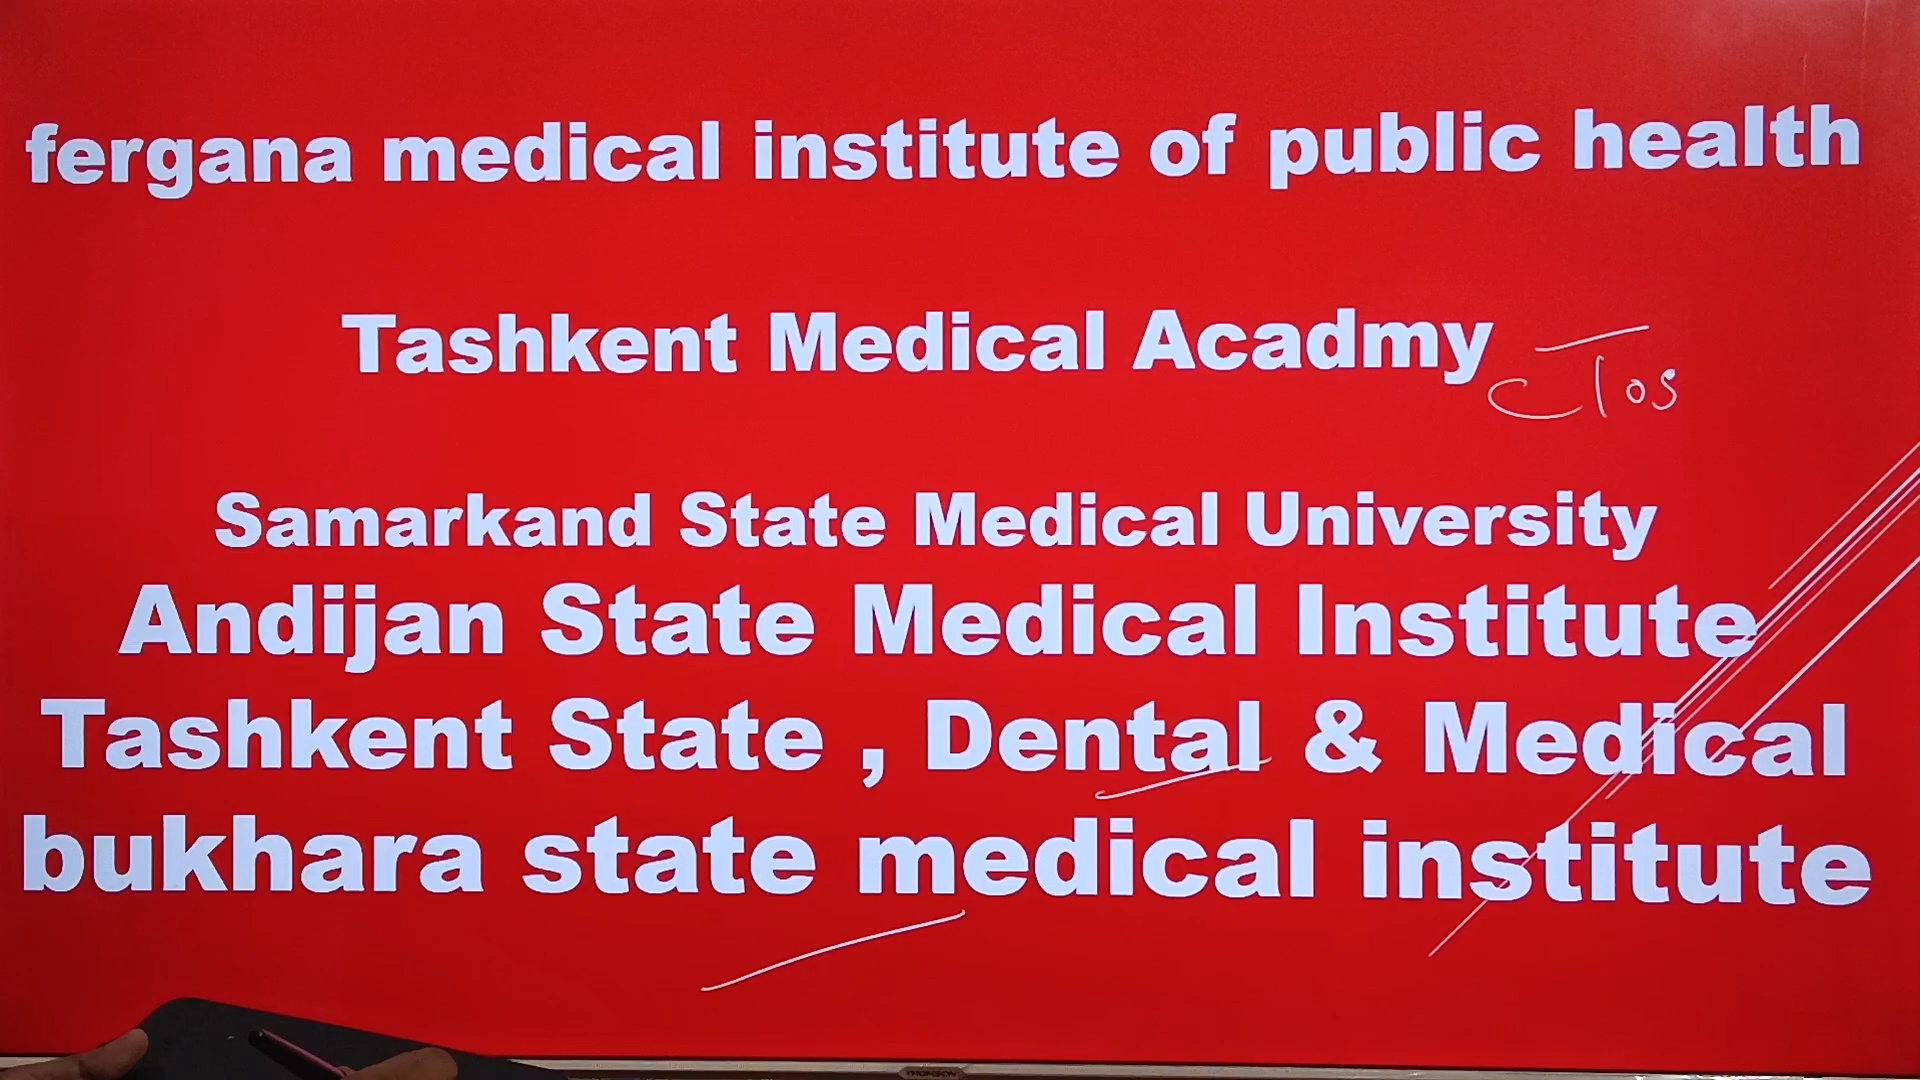 fergana medical institute of public health
Tashkent Medical Acadmy
Samarkand State Medical University
Andijan State Medical Institute
Tashkent State , Dental & Medical
bukhara state medical institute
THOMSON